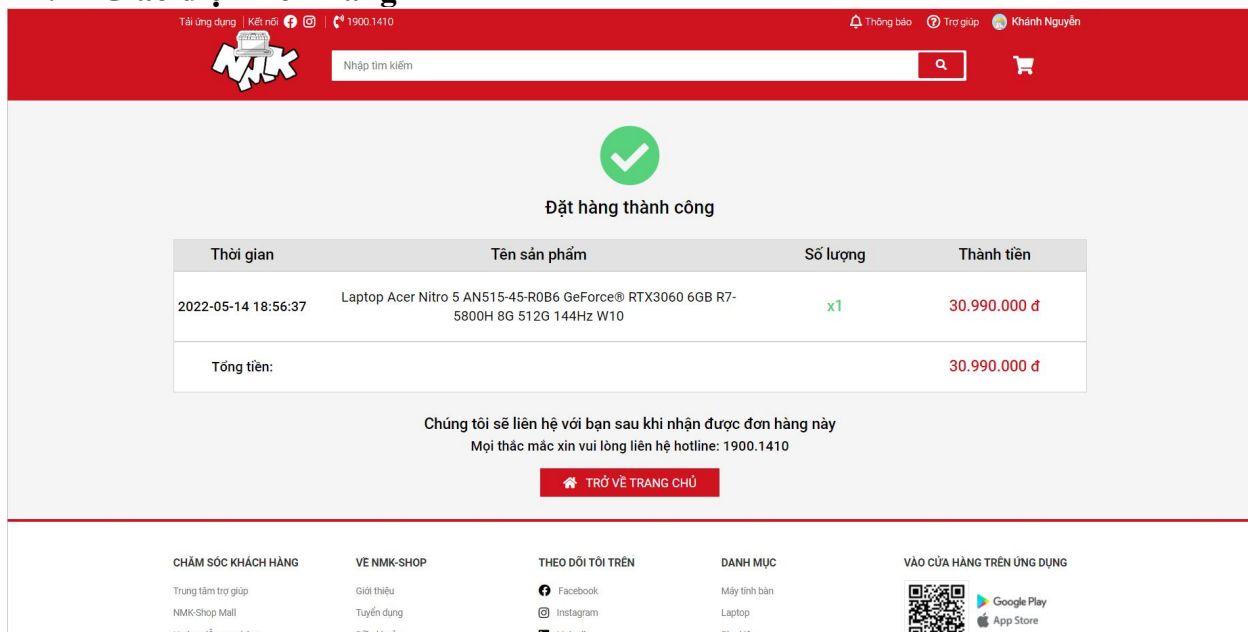 Tải ứng dụng | Kết nối | 1900.1410
Thông báo Trợ giúp Khánh Nguyễn
NMK
Nhập tìm kiếm
Đặt hàng thành công
Thời gian Tên sản phẩm Số lượng Thành tiền
2022-05-14 18:56:37 Laptop Acer Nitro 5 AN515-45-R0B6 GeForce® RTX3060 6GB R7-
5800H 8G 512G 144Hz W10 x1 30.990.000 đ
Tổng tiền: 30.990.000 đ
Chúng tôi sẽ liên hệ với bạn sau khi nhận được đơn hàng này
Mọi thắc mắc xin vui lòng liên hệ hotline: 1900.1410
TRỞ VỀ TRANG CHỦ
CHĂM SÓC KHÁCH HÀNG VỀ NMK-SHOP THEO DÕI TÔI TRÊN DANH MỤC VÀO CỬA HÀNG TRÊN ỨNG DỤNG
Trung tâm trợ giúp Giới thiệu Facebook Máy tính bàn Google Play
NMK-Shop Mall Tuyển dụng Instagram Laptop App Store